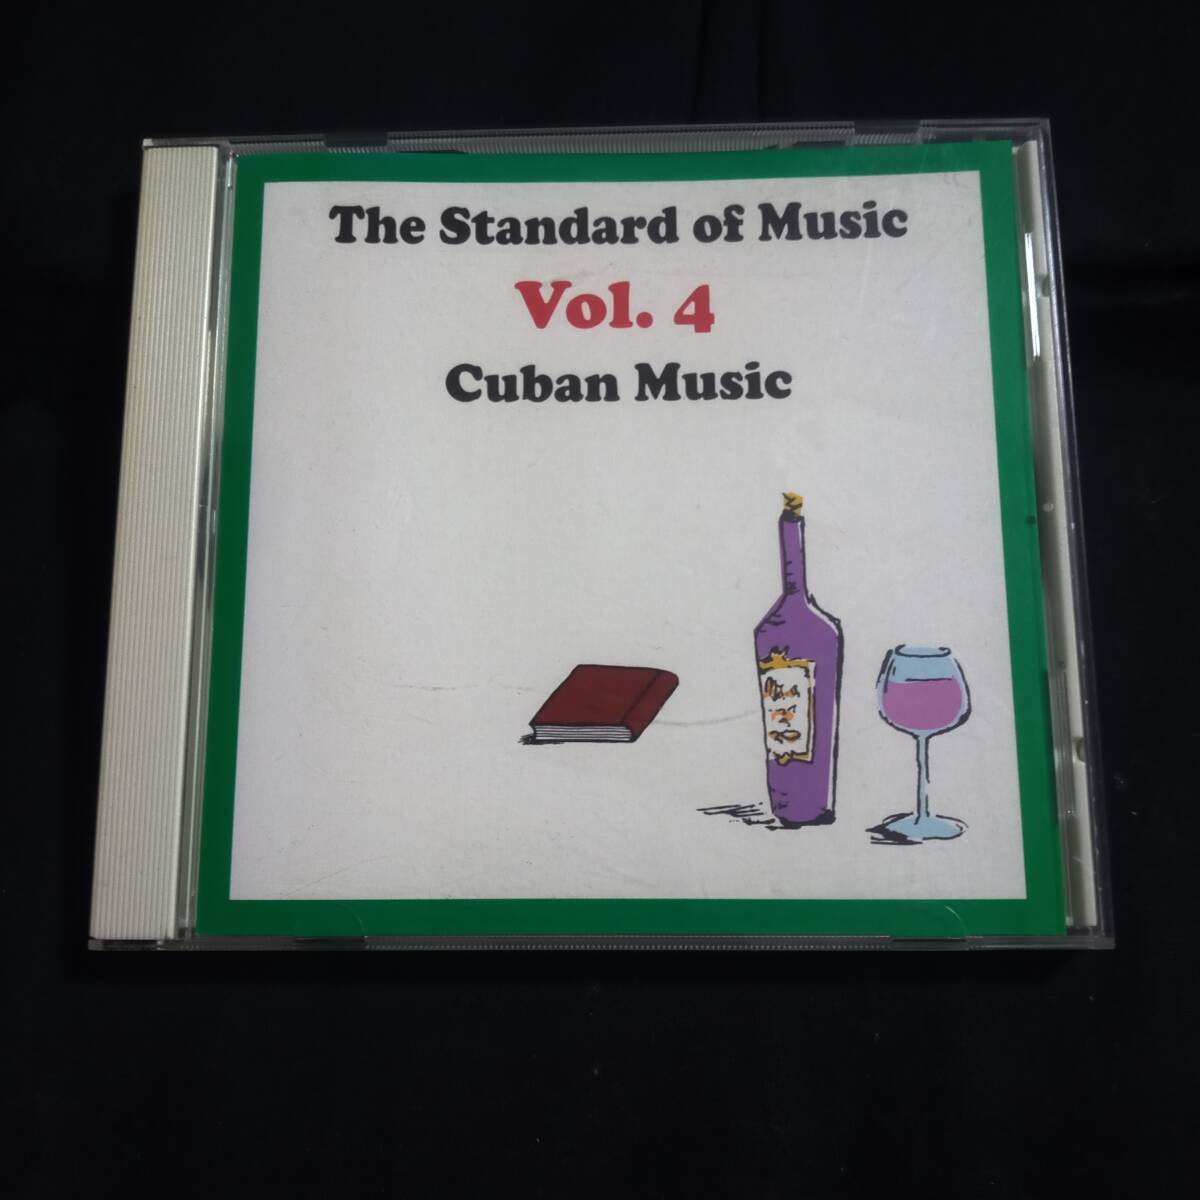 The Standard of Music
Vol. 4
Cuban Music